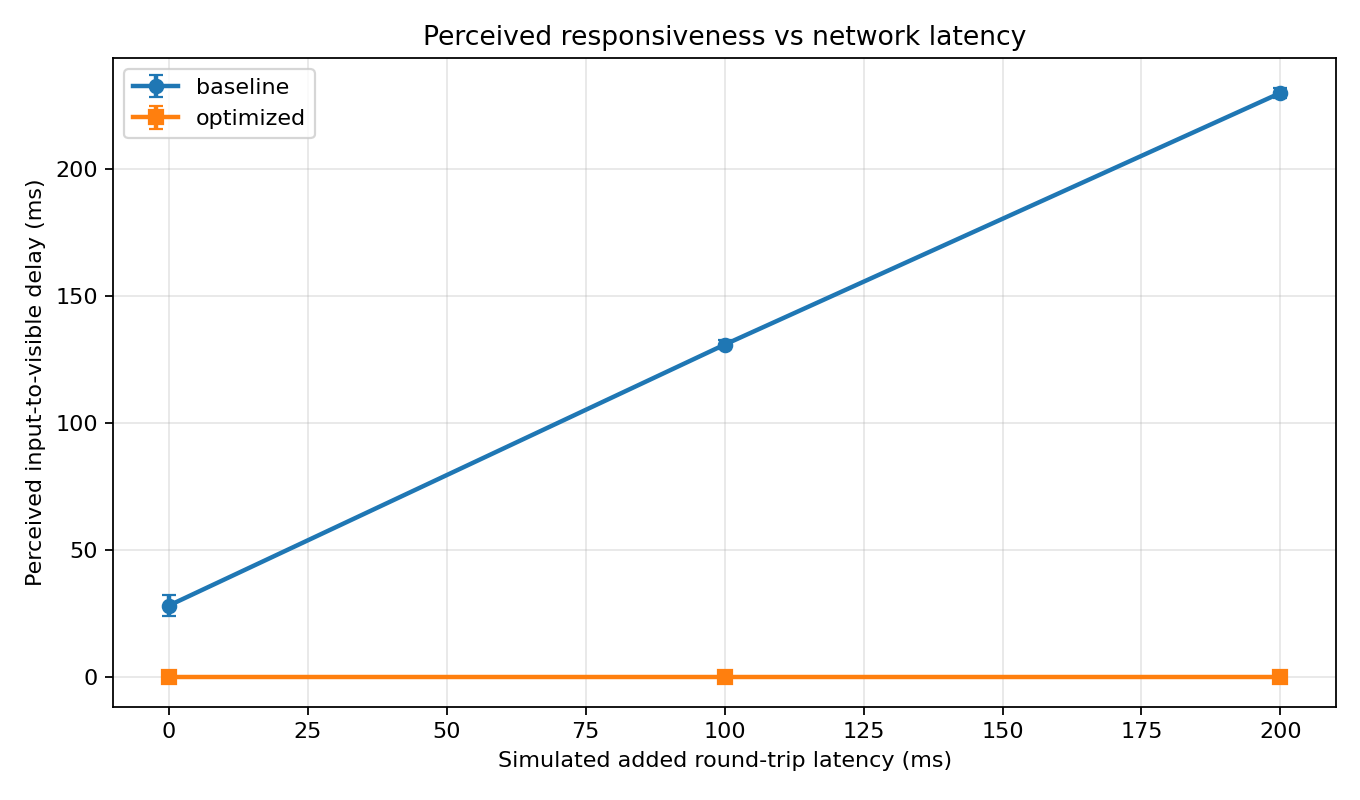 Perceived responsiveness vs network latency
baseline
optimized
Perceived input-to-visible delay (ms)
200
150
100
50
0
0 25 50 75 100 125 150 175 200
Simulated added round-trip latency (ms)